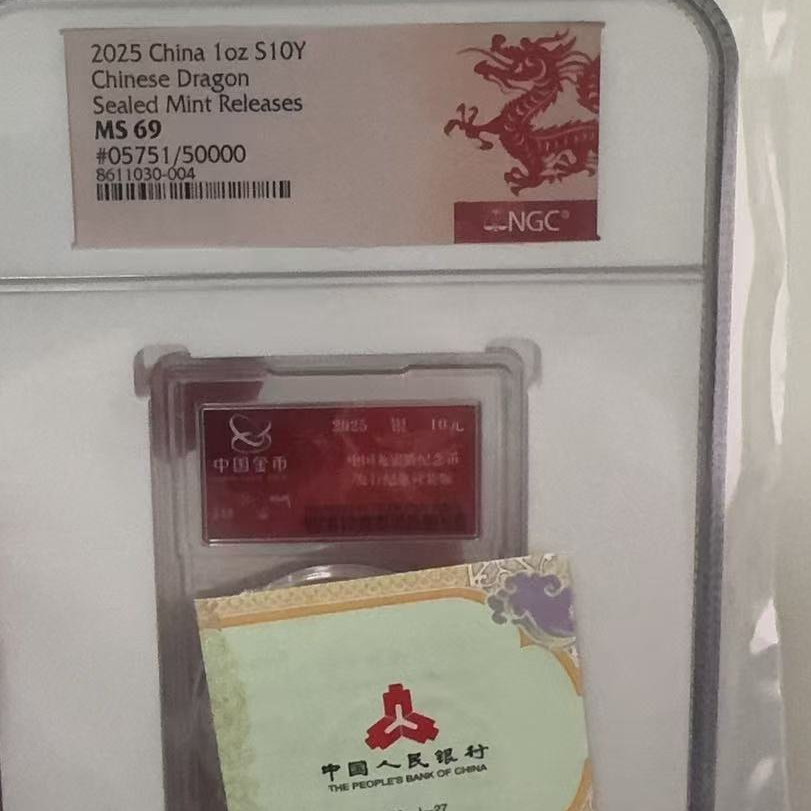 2025 China 1oz S10Y
Chinese Dragon
Sealed Mint Releases
MS 69
#05751/50000
8611030-004
NGC®
2025 银 10元
中国金币
中国人民银行
THE PEOPLE'S BANK OF CHINA